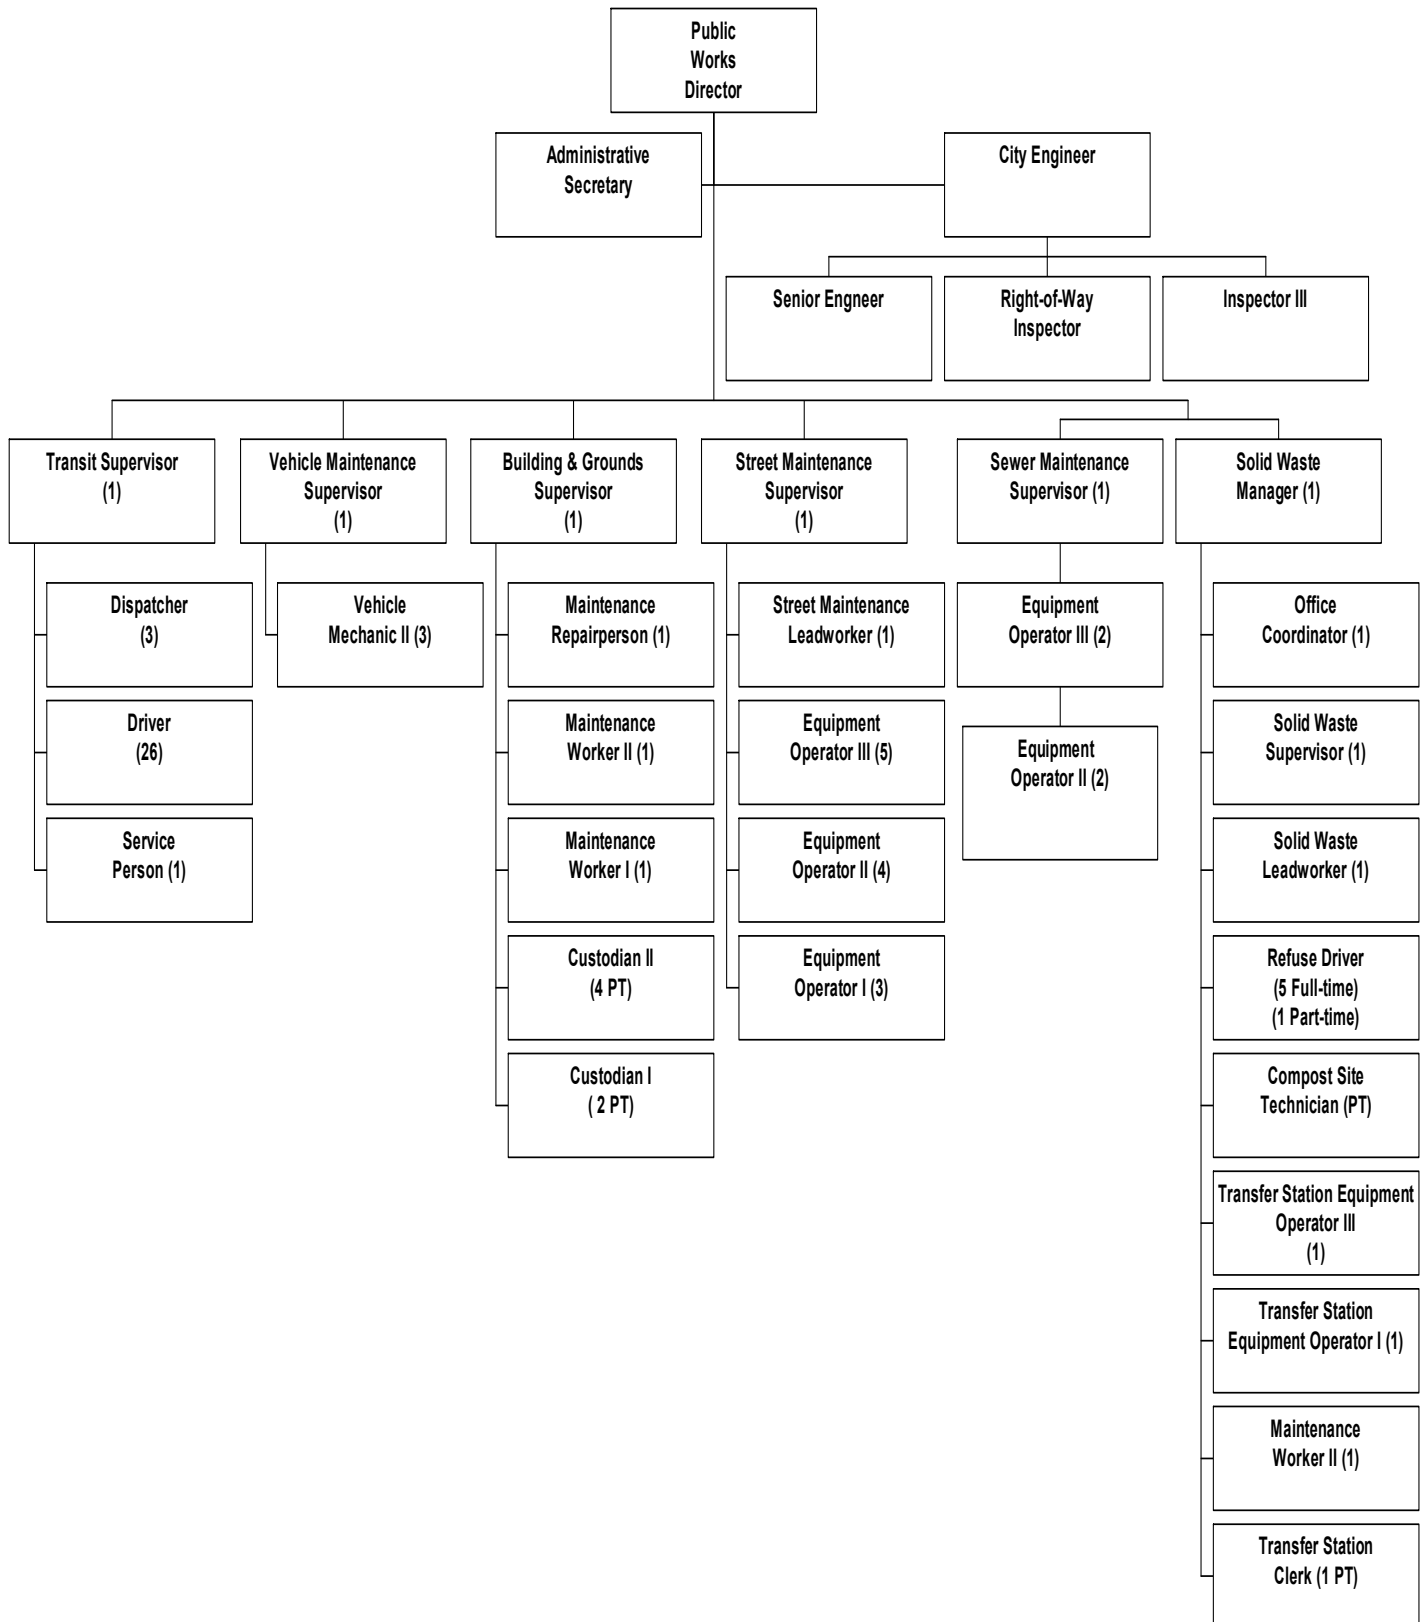 Public
Works
Director
Administrative
Secretary
City Engineer
Senior Engneer
Right-of-Way
Inspector
Inspector III
Transit Supervisor
(1)
Vehicle Maintenance
Supervisor
(1)
Building & Grounds
Supervisor
(1)
Street Maintenance
Supervisor
(1)
Sewer Maintenance
Supervisor (1)
Solid Waste
Manager (1)
Dispatcher
(3)
Driver
(26)
Service
Person (1)
Vehicle
Mechanic II (3)
Maintenance
Repairperson (1)
Maintenance
Worker II (1)
Maintenance
Worker I (1)
Custodian II
(4 PT)
Custodian I
( 2 PT)
Street Maintenance
Leadworker (1)
Equipment
Operator III (5)
Equipment
Operator II (4)
Equipment
Operator I (3)
Equipment
Operator III (2)
Equipment
Operator II (2)
Office
Coordinator (1)
Solid Waste
Supervisor (1)
Solid Waste
Leadworker (1)
Refuse Driver
(5 Full-time)
(1 Part-time)
Compost Site
Technician (PT)
Transfer Station Equipment
Operator III
(1)
Transfer Station
Equipment Operator I (1)
Maintenance
Worker II (1)
Transfer Station
Clerk (1 PT)